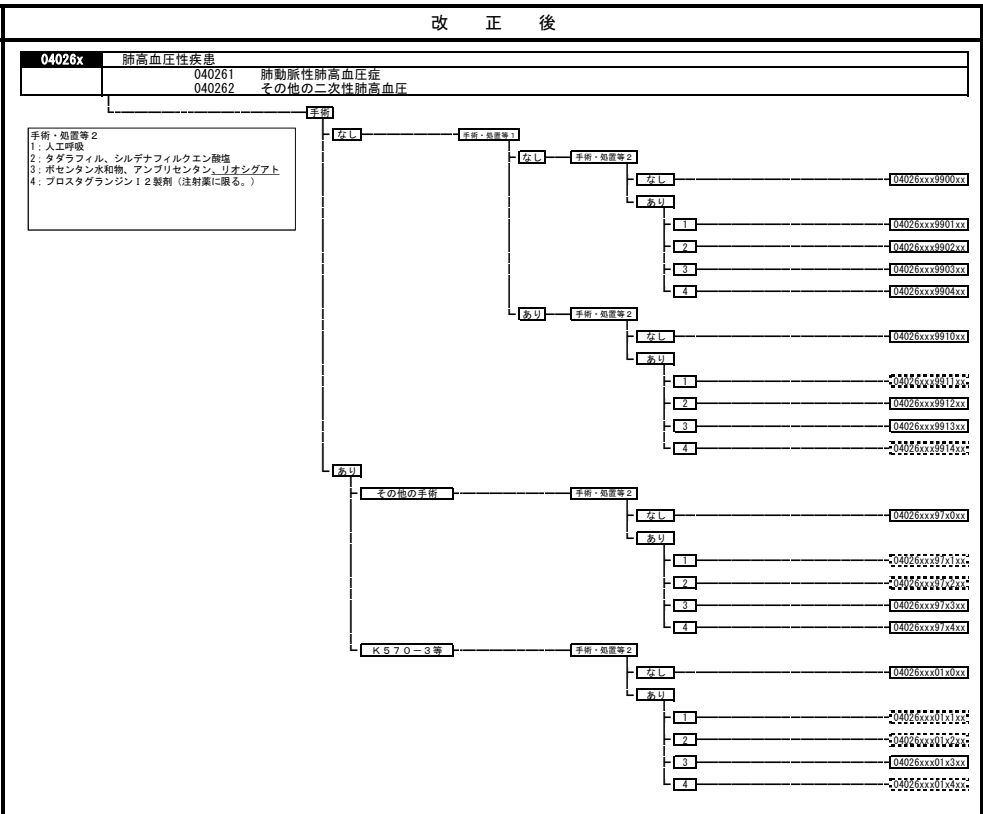 改 正 後
04026x 肺高血圧性疾患
040261 肺動脈性肺高血圧症
040262 その他の二次性肺高血圧
手術
手術・処置等2
1；人工呼吸
2；タダラフィル、シルデナフィルクエン酸塩
3；ボセンタン水和物、アンブリセンタン、リオシグアト
4；プロスタグランジンI2製剤（注射薬に限る。）
なし 手術・処置等1
なし 手術・処置等2
なし 04026xxx9900xx
あり
1 04026xxx9901xx
2 04026xxx9902xx
3 04026xxx9903xx
4 04026xxx9904xx
あり 手術・処置等2
なし 04026xxx9910xx
あり
1 04026xxx9911xx
2 04026xxx9912xx
3 04026xxx9913xx
4 04026xxx9914xx
あり
その他の手術 手術・処置等2
なし 04026xxx97x0xx
あり
1 04026xxx97x1xx
2 04026xxx97x2xx
3 04026xxx97x3xx
4 04026xxx97x4xx
K570-3等 手術・処置等2
なし 04026xxx01x0xx
あり
1 04026xxx01x1xx
2 04026xxx01x2xx
3 04026xxx01x3xx
4 04026xxx01x4xx